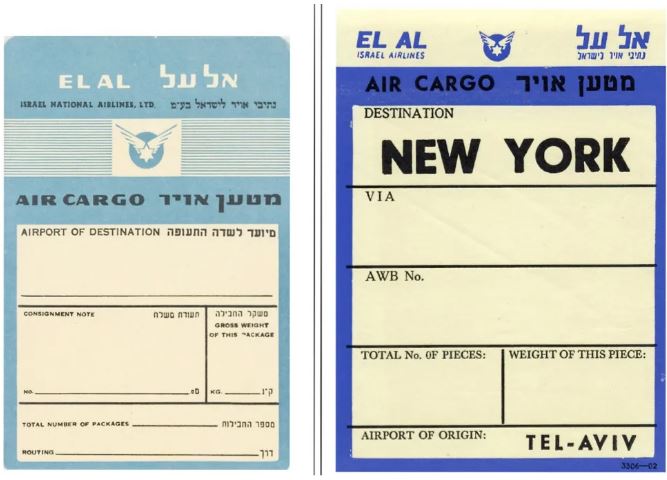 EL AL אל על
ISRAEL NATIONAL AIRLINES, LTD. נתיבי אויר לישראל בע״מ
AIR CARGO מטען אויר
AIRPORT OF DESTINATION מיועד לשדה התעופה
CONSIGNMENT NOTE תעודת משלח
משקל החבילה
GROSS WEIGHT
OF THIS PACKAGE
NO. מס
KG. ק״ג
TOTAL NUMBER OF PACKAGES מספר החבילות
ROUTING דרך
EL AL אל על
ISRAEL AIRLINES נתיבי אויר לישראל
AIR CARGO מטען אויר
DESTINATION
NEW YORK
VIA
AWB No.
TOTAL No. OF PIECES: WEIGHT OF THIS PIECE:
AIRPORT OF ORIGIN: TEL-AVIV
3306-02